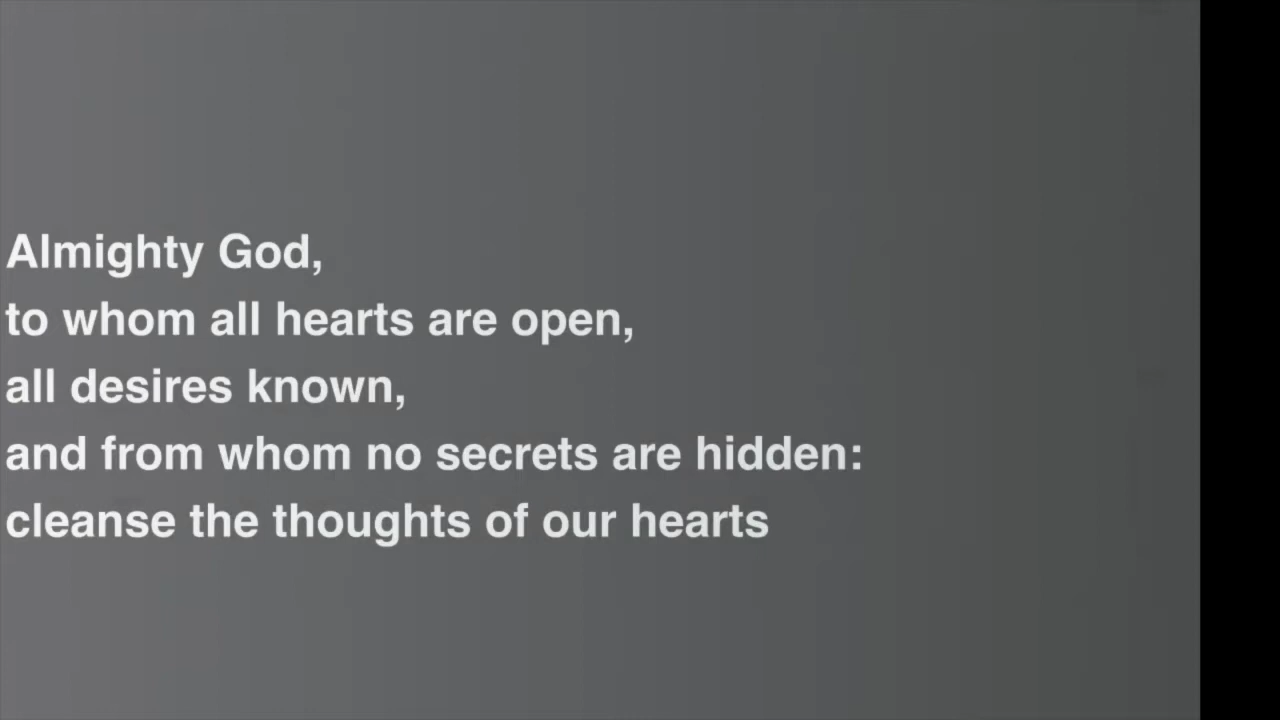 Almighty God,
to whom all hearts are open,
all desires known,
and from whom no secrets are hidden:
cleanse the thoughts of our hearts